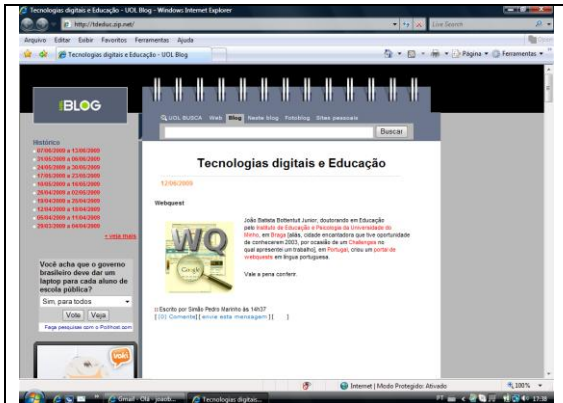 Tecnologias digitais e Educação - UOL Blog - Windows Internet Explorer
http://tdeduc.zip.net/
Live Search
Arquivo Editar Exibir Favoritos Ferramentas Ajuda
Tecnologias digitais e Educação - UOL Blog
Página Ferramentas
BLOG
UOL BUSCA Web Blog Neste blog Fotoblog Sites pessoais
Buscar
Histórico
07/06/2009 a 13/06/2009
31/05/2009 a 06/06/2009
24/05/2009 a 30/05/2009
17/05/2009 a 23/05/2009
10/05/2009 a 16/05/2009
26/04/2009 a 02/05/2009
19/04/2009 a 25/04/2009
12/04/2009 a 18/04/2009
05/04/2009 a 11/04/2009
29/03/2009 a 04/04/2009
+ veja mais
Você acha que o governo
brasileiro deve dar um
laptop para cada aluno de
escola pública?
Sim, para todos
Vote Veja
Faça pesquisas com o Pollhost.com
voki
Tecnologias digitais e Educação
12/06/2009
Webquest
WQ
Google
João Batista Bottentuit Junior, doutorando em Educação
pelo Instituto de Educação e Psicologia da Universidade do
Minho, em Braga [aliás, cidade encantadora que tive oportunidade
de conhecerem 2003, por ocasião de um Challenges no
qual apresentei um trabalho], em Portugal, criou um portal de
webquests em língua portuguesa.
Vale a pena conferir.
Escrito por Simão Pedro Marinho às 14h37
[(0) Comente] [envie esta mensagem] [ ]
Internet | Modo Protegido: Ativado
100%
Gmail - Olá - joaob...
Tecnologias digitais...
PT
17:38